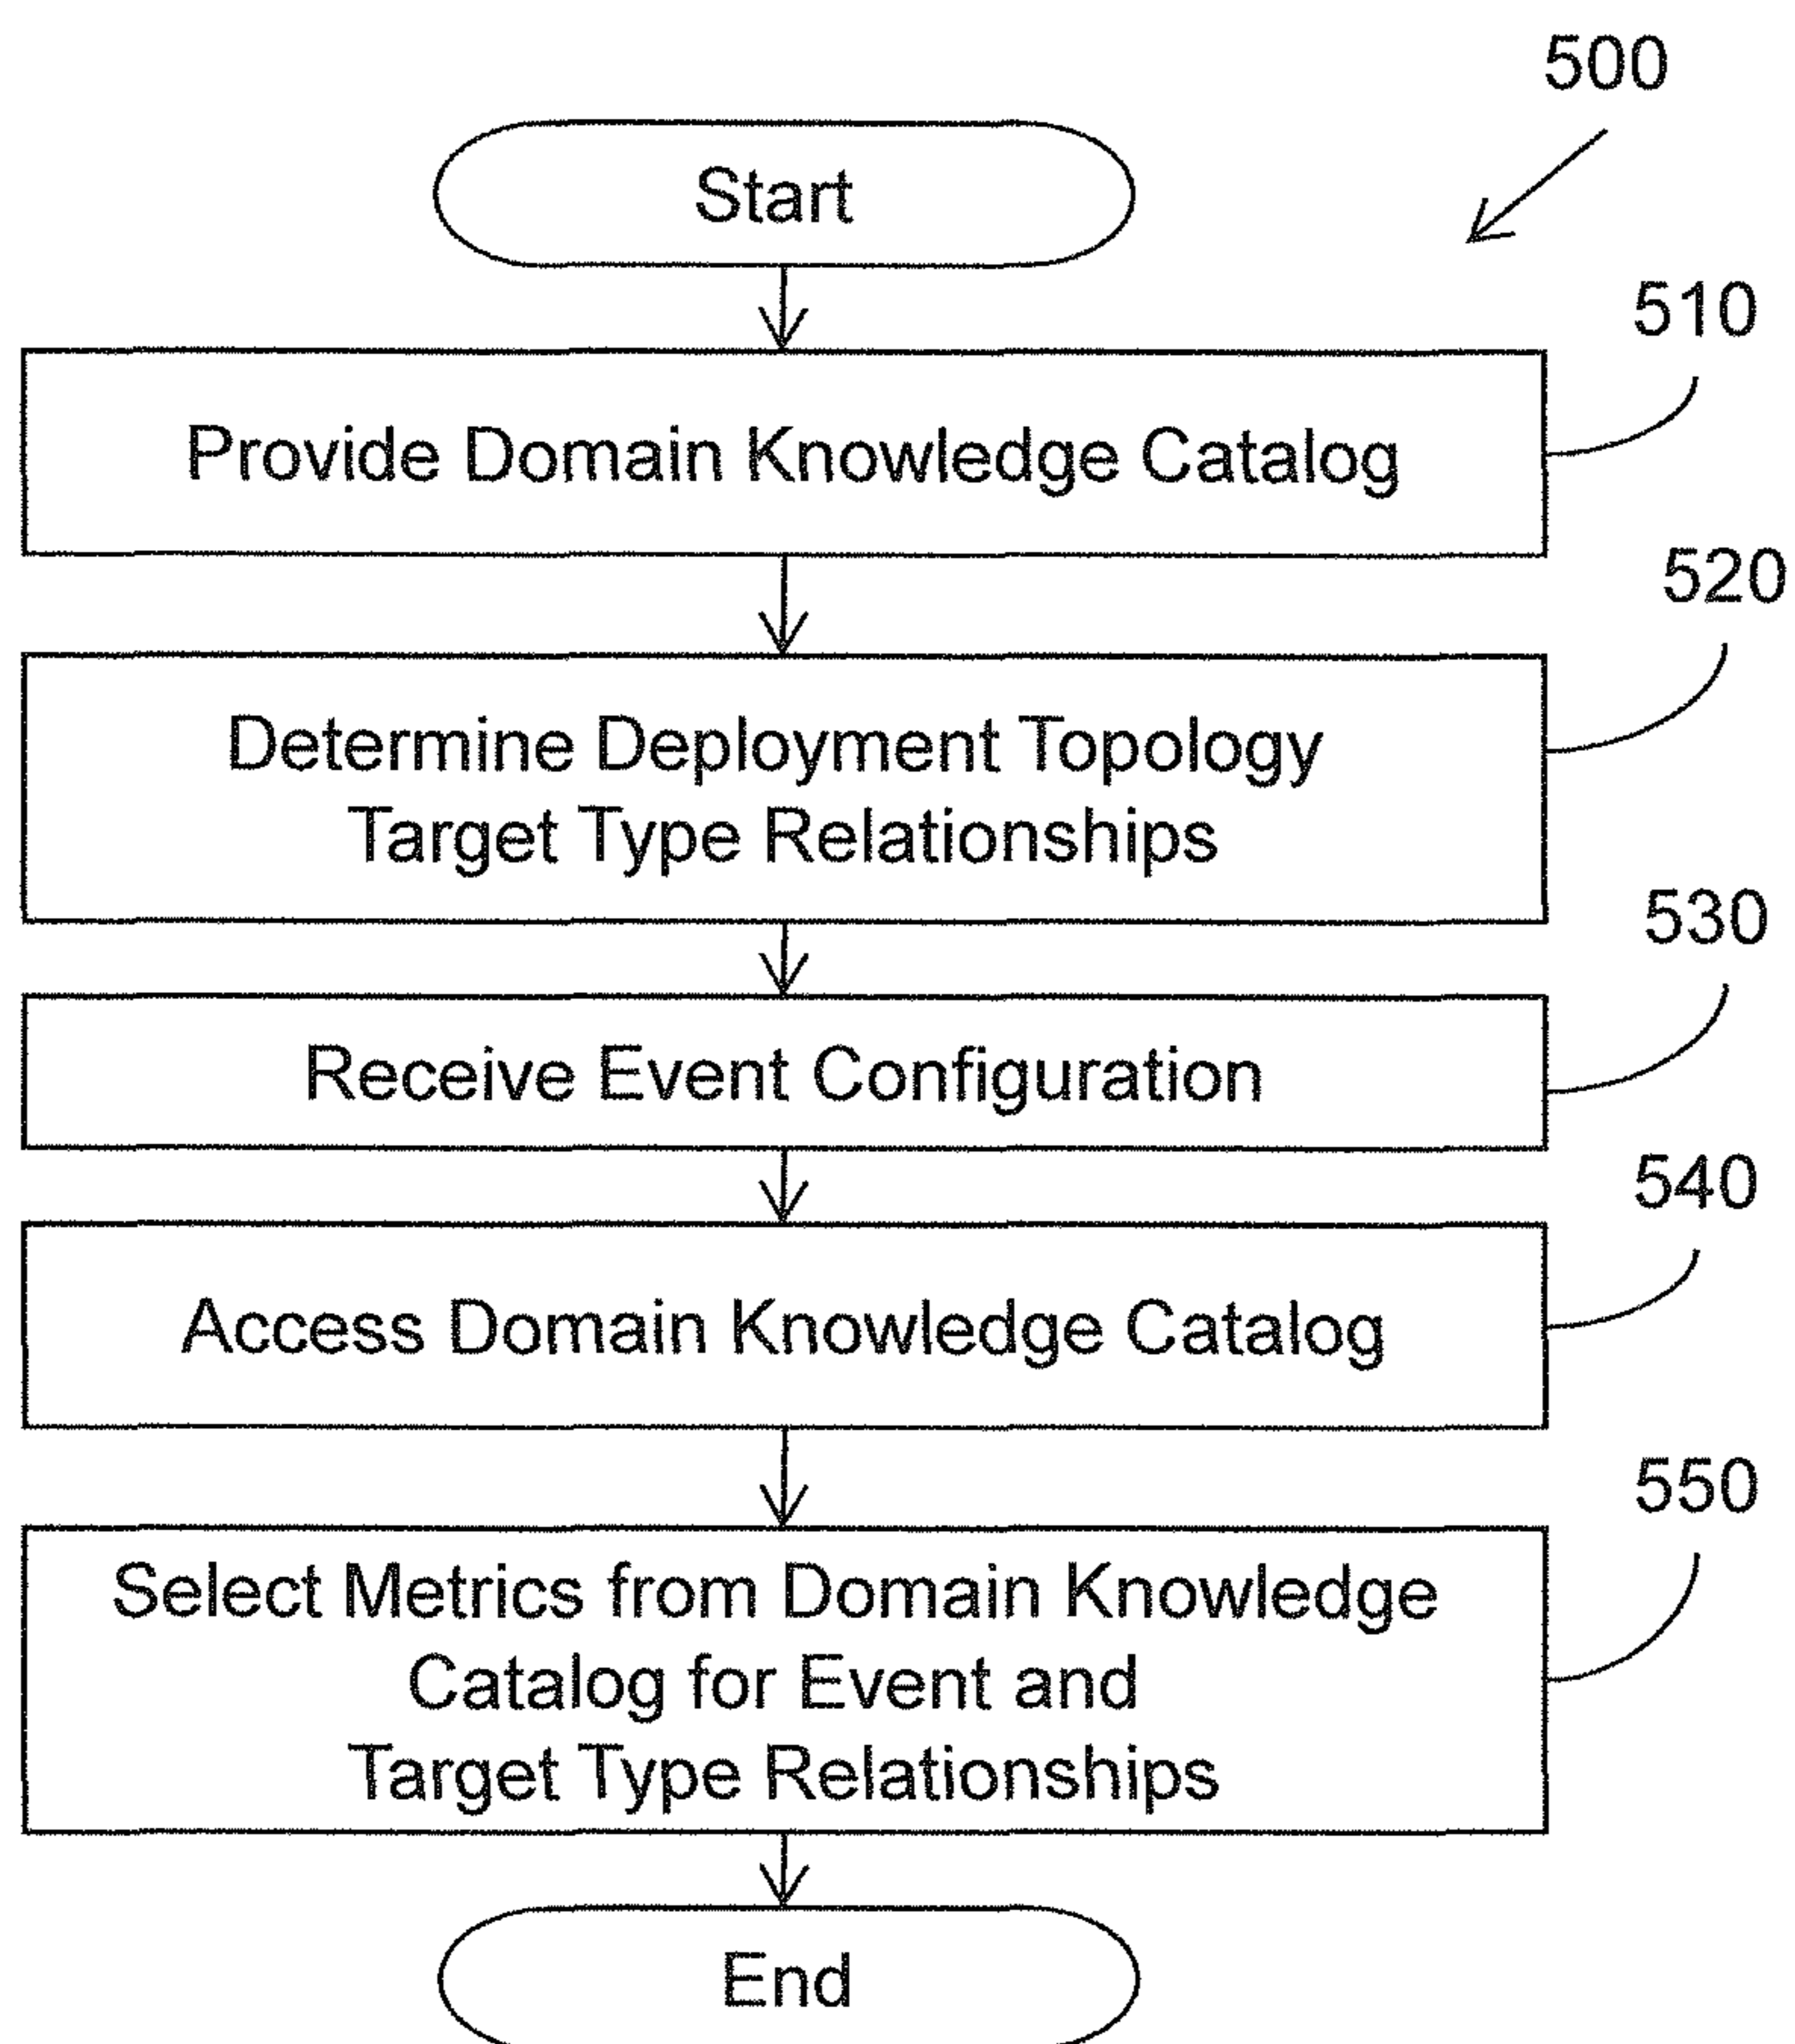 500
Start
510
Provide Domain Knowledge Catalog
520
Determine Deployment Topology
Target Type Relationships
530
Receive Event Configuration
540
Access Domain Knowledge Catalog
550
Select Metrics from Domain Knowledge
Catalog for Event and
Target Type Relationships
End